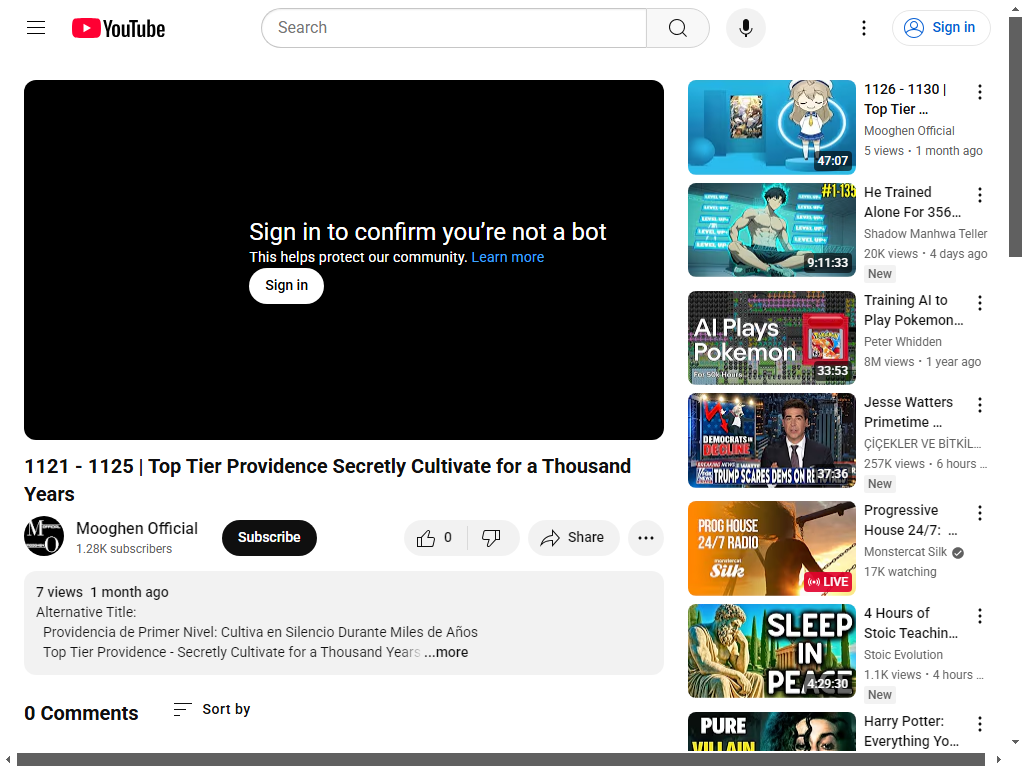 YouTube
Search
Sign in
Sign in to confirm you’re not a bot
This helps protect our community. Learn more
Sign in
1121 - 1125 | Top Tier Providence Secretly Cultivate for a Thousand
Years
Mooghen Official
1.28K subscribers
Subscribe
0
Share
7 views 1 month ago
Alternative Title:
Providencia de Primer Nivel: Cultiva en Silencio Durante Miles de Años
Top Tier Providence - Secretly Cultivate for a Thousand Years ...more
0 Comments
Sort by
47:07
1126 - 1130 |
Top Tier ...
Mooghen Official
5 views • 1 month ago
#1-135
9:11:33
He Trained
Alone For 356...
Shadow Manhwa Teller
20K views • 4 days ago
New
AI Plays
Pokemon
For 50k Hours...
33:53
Training AI to
Play Pokemon...
Peter Whidden
8M views • 1 year ago
DEMOCRATS IN
DECLINE
BREAKING NEWS
TRUMP SCARES DEMS ON
37:36
Jesse Watters
Primetime ...
ÇİÇEKLER VE BİTKİL...
257K views • 6 hours ...
New
PROG HOUSE
24/7 RADIO
monstercat
Silk
LIVE
Progressive
House 24/7: ...
Monstercat Silk
17K watching
SLEEP
IN
PEACE
4:29:30
4 Hours of
Stoic Teachin...
Stoic Evolution
1.1K views • 4 hours ...
New
PURE
VILLAIN
Harry Potter:
Everything Yo...